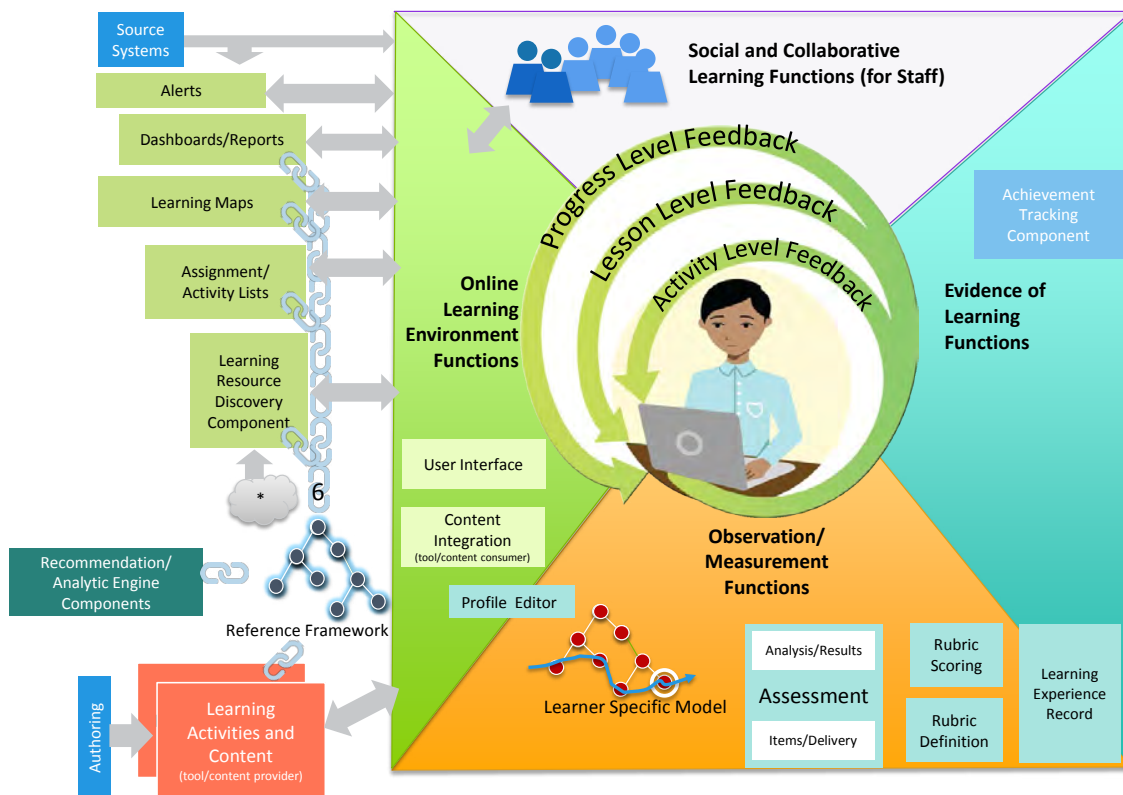 Source
Systems
Alerts
Dashboards/Reports
Learning Maps
Assignment/
Activity Lists
Learning
Resource
Discovery
Component
*
6
Recommendation/
Analytic Engine
Components
Reference Framework
Authoring
Learning
Activities and
Content
(tool/content provider)
Social and Collaborative
Learning Functions (for Staff)
Progress Level Feedback
Lesson Level Feedback
Activity Level Feedback
Online
Learning
Environment
Functions
User Interface
Content
Integration
(tool/content consumer)
Profile Editor
Achievement
Tracking
Component
Evidence of
Learning
Functions
Observation/
Measurement
Functions
Learner Specific Model
Analysis/Results
Assessment
Items/Delivery
Rubric
Scoring
Rubric
Definition
Learning
Experience
Record